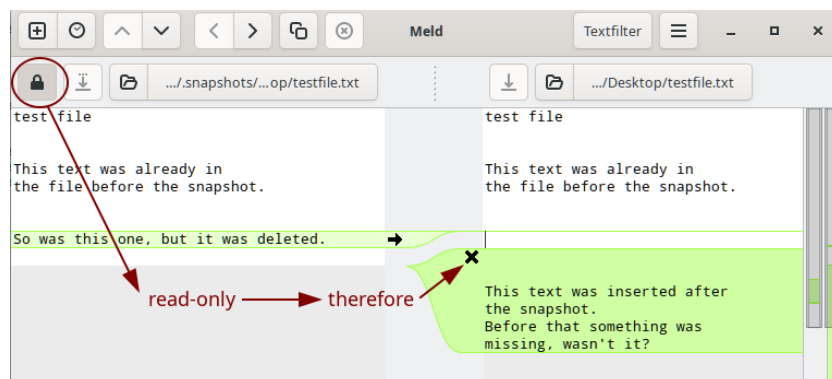 Meld
Textfilter
.../.snapshots/...op/testfile.txt
.../Desktop/testfile.txt
test file
This text was already in
the file before the snapshot.
So was this one, but it was deleted.
read-only
therefore
test file
This text was already in
the file before the snapshot.
This text was inserted after
the snapshot.
Before that something was
missing, wasn't it?